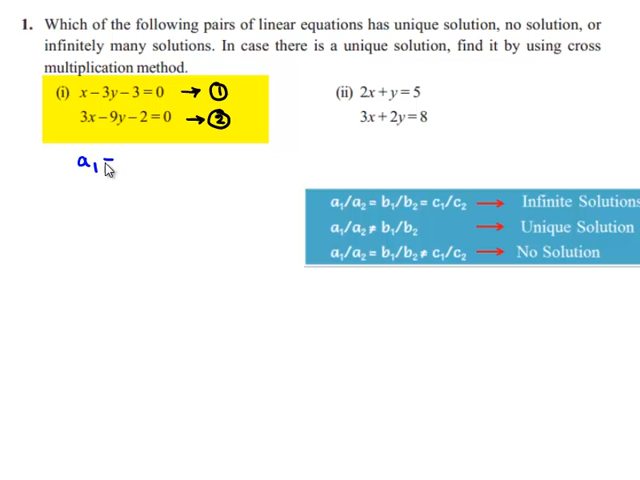 1. Which of the following pairs of linear equations has unique solution, no solution, or
infinitely many solutions. In case there is a unique solution, find it by using cross
multiplication method.
(i) x – 3y – 3 = 0 → ① (ii) 2x + y = 5
3x – 9y – 2 = 0 → ② 3x + 2y = 8
a₁ =
a₁/a₂ = b₁/b₂ = c₁/c₂ → Infinite Solutions
a₁/a₂ ≠ b₁/b₂ → Unique Solution
a₁/a₂ = b₁/b₂ ≠ c₁/c₂ → No Solution